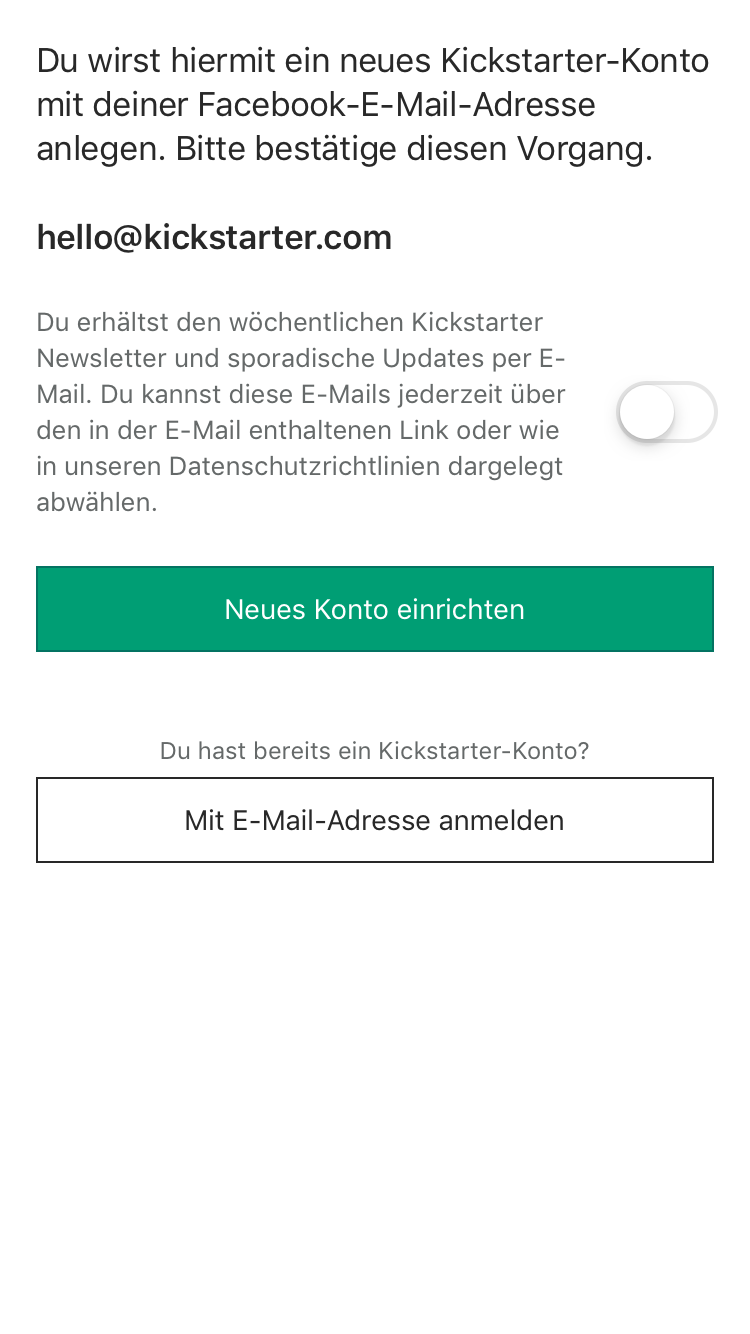 Du wirst hiermit ein neues Kickstarter-Konto
mit deiner Facebook-E-Mail-Adresse
anlegen. Bitte bestätige diesen Vorgang.
hello@kickstarter.com
Du erhältst den wöchentlichen Kickstarter
Newsletter und sporadische Updates per E-
Mail. Du kannst diese E-Mails jederzeit über
den in der E-Mail enthaltenen Link oder wie
in unseren Datenschutzrichtlinien dargelegt
abwählen.
Neues Konto einrichten
Du hast bereits ein Kickstarter-Konto?
Mit E-Mail-Adresse anmelden